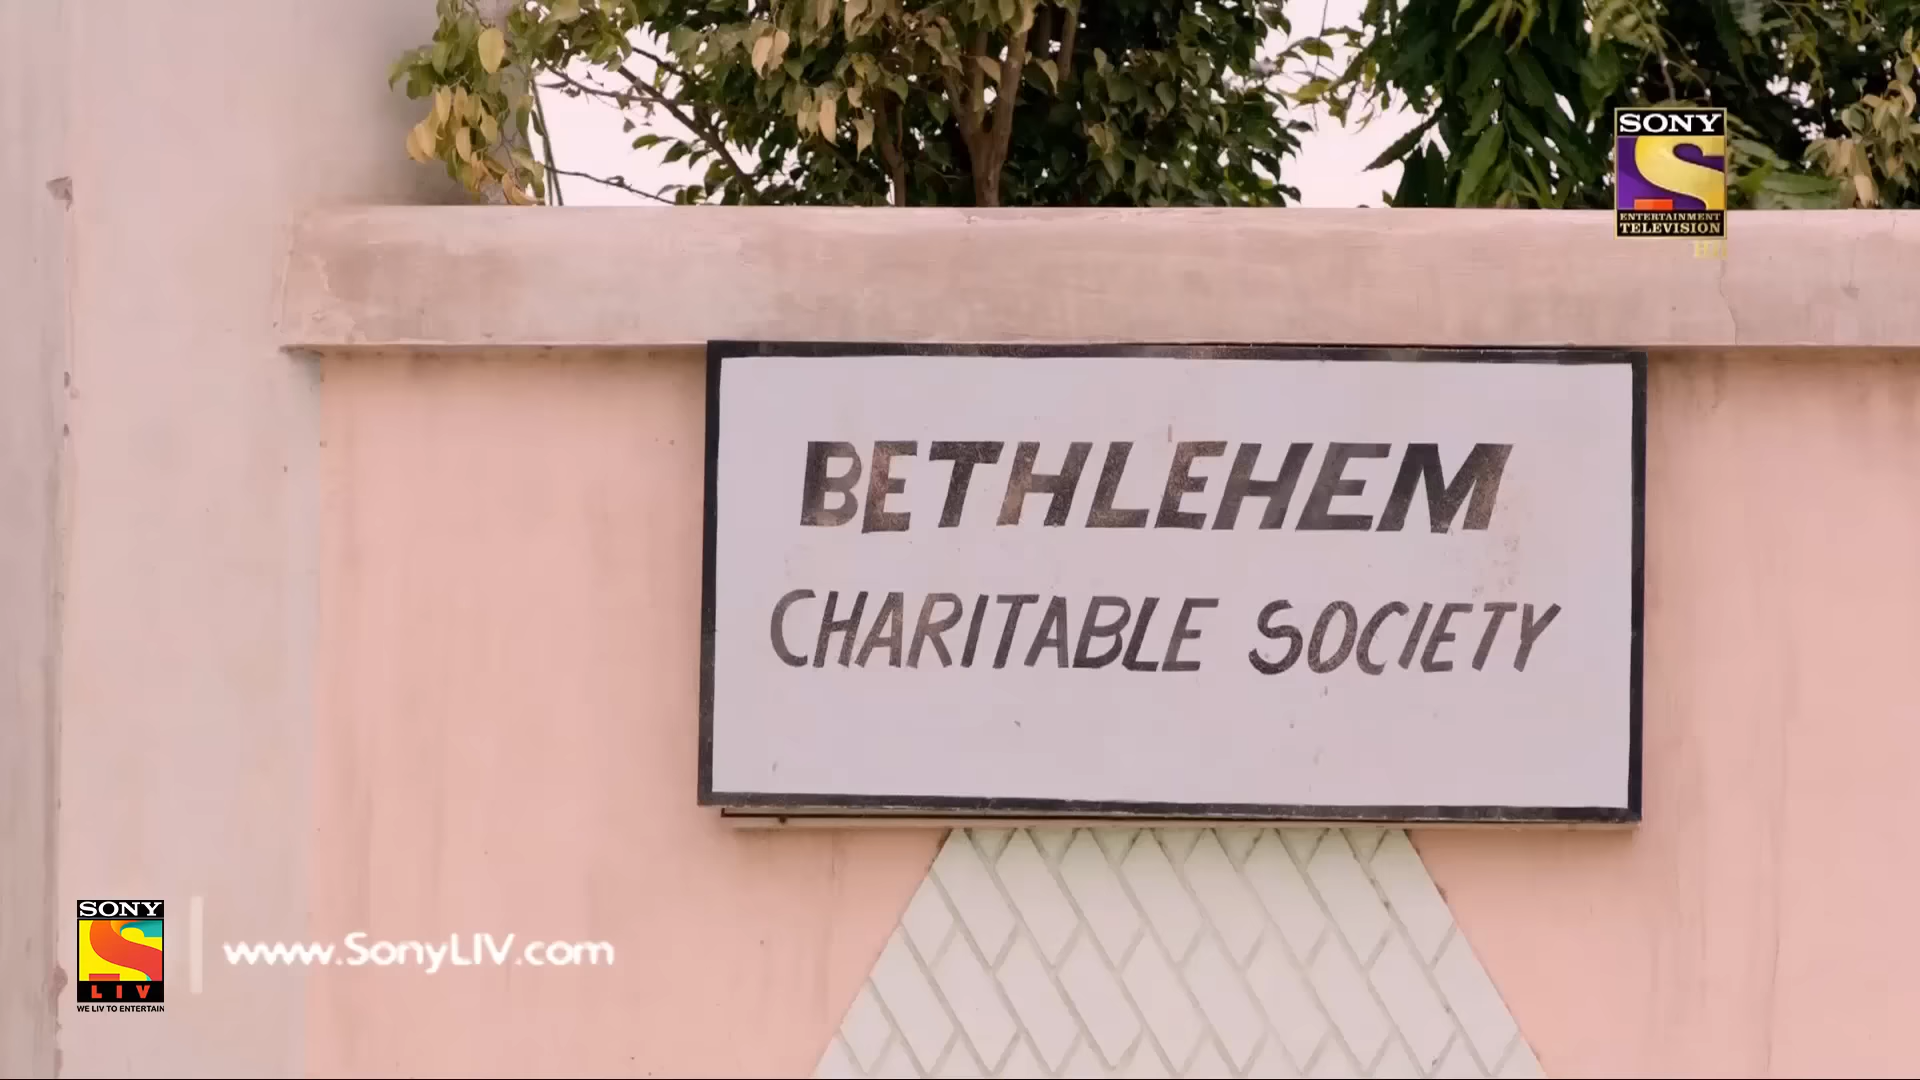 SONY
ENTERTAINMENT
TELEVISION
BETHLEHEM
CHARITABLE SOCIETY
SONY
LIV
WE LIV TO ENTERTAIN
www.SonyLIV.com